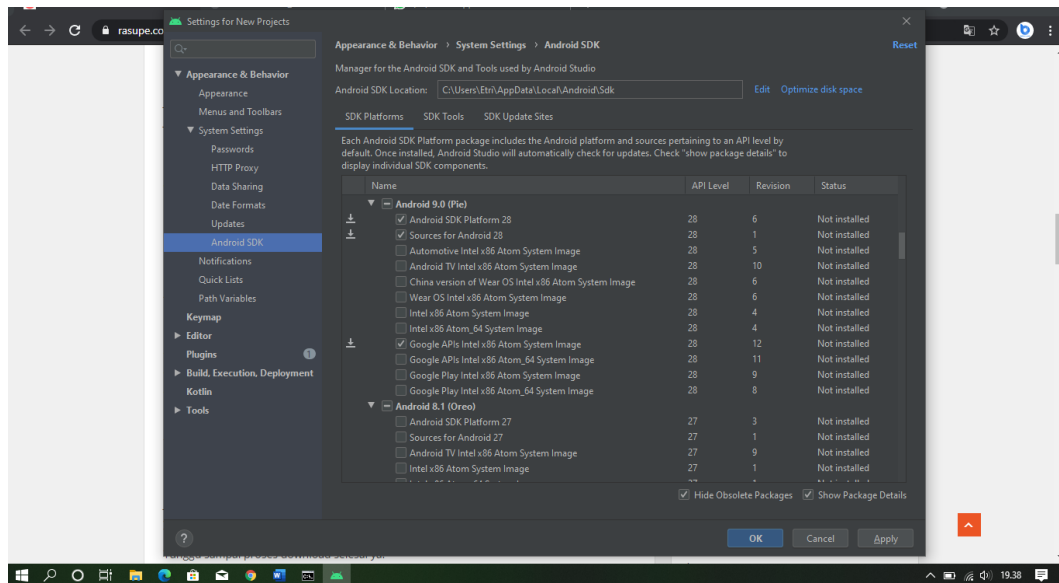 rasupe.co
Settings for New Projects
Appearance & Behavior
Appearance
Menus and Toolbars
System Settings
Passwords
HTTP Proxy
Data Sharing
Date Formats
Updates
Android SDK
Notifications
Quick Lists
Path Variables
Keymap
Editor
Plugins 1
Build, Execution, Deployment
Kotlin
Tools
Appearance & Behavior > System Settings > Android SDK Reset
Manager for the Android SDK and Tools used by Android Studio
Android SDK Location: C:\Users\Etri\AppData\Local\Android\Sdk Edit Optimize disk space
SDK Platforms SDK Tools SDK Update Sites
Each Android SDK Platform package includes the Android platform and sources pertaining to an API level by
default. Once installed, Android Studio will automatically check for updates. Check "show package details" to
display individual SDK components.
Name API Level Revision Status
Android 9.0 (Pie)
Android SDK Platform 28 28 6 Not installed
Sources for Android 28 28 1 Not installed
Automotive Intel x86 Atom System Image 28 5 Not installed
Android TV Intel x86 Atom System Image 28 10 Not installed
China version of Wear OS Intel x86 Atom System Image 28 6 Not installed
Wear OS Intel x86 Atom System Image 28 6 Not installed
Intel x86 Atom System Image 28 4 Not installed
Intel x86 Atom_64 System Image 28 4 Not installed
Google APIs Intel x86 Atom System Image 28 12 Not installed
Google APIs Intel x86 Atom_64 System Image 28 11 Not installed
Google Play Intel x86 Atom System Image 28 9 Not installed
Google Play Intel x86 Atom_64 System Image 28 8 Not installed
Android 8.1 (Oreo)
Android SDK Platform 27 27 3 Not installed
Sources for Android 27 27 1 Not installed
Android TV Intel x86 Atom System Image 27 9 Not installed
Intel x86 Atom System Image 27 1 Not installed
Hide Obsolete Packages Show Package Details
? OK Cancel Apply
19.38